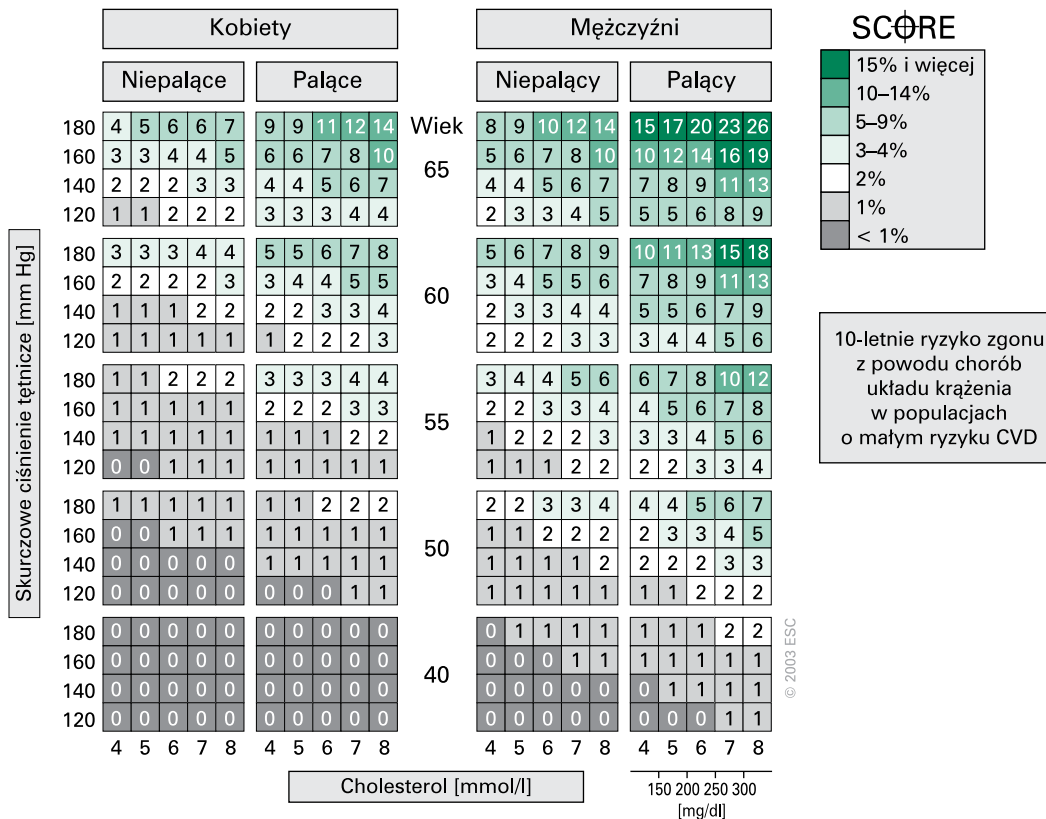 Kobiety Mężczyźni SCORE
Niepalące Palące Niepalący Palący
15% i więcej
10–14%
5–9%
3–4%
2%
1%
< 1%
Skurczowe ciśnienie tętnicze [mm Hg]
Wiek
180 4 5 6 6 7 9 9 11 12 14 8 9 10 12 14 15 17 20 23 26
160 3 3 4 4 5 6 6 7 8 10 65 5 6 7 8 10 10 12 14 16 19
140 2 2 2 3 3 4 4 5 6 7 4 4 5 6 7 7 8 9 11 13
120 1 1 2 2 2 3 3 3 4 4 2 3 3 4 5 5 5 6 8 9
180 3 3 3 4 4 5 5 6 7 8 5 6 7 8 9 10 11 13 15 18
160 2 2 2 2 3 3 4 4 5 5 60 3 4 5 5 6 7 8 9 11 13
140 1 1 1 2 2 2 2 3 3 4 2 3 3 4 4 5 5 6 7 9
120 1 1 1 1 1 1 2 2 2 3 2 2 2 3 3 3 4 4 5 6
180 1 1 2 2 2 3 3 3 4 4 3 4 4 5 6 6 7 8 10 12
160 1 1 1 1 1 2 2 2 3 3 55 2 2 3 3 4 4 5 6 7 8
140 1 1 1 1 1 1 1 1 2 2 1 2 2 2 3 3 3 4 5 6
120 0 0 1 1 1 1 1 1 1 1 1 1 1 2 2 2 2 3 3 4
180 1 1 1 1 1 1 1 2 2 2 2 2 3 3 4 4 4 5 6 7
160 0 0 1 1 1 1 1 1 1 1 50 1 1 2 2 2 2 3 3 4 5
140 0 0 0 0 0 1 1 1 1 1 1 1 1 1 2 2 2 2 3 3
120 0 0 0 0 0 0 0 0 1 1 1 1 1 1 1 1 1 2 2 2
180 0 0 0 0 0 0 0 0 0 0 0 1 1 1 1 1 1 1 2 2
160 0 0 0 0 0 0 0 0 0 0 40 0 0 0 1 1 1 1 1 1 1
140 0 0 0 0 0 0 0 0 0 0 0 0 0 0 0 0 1 1 1 1
120 0 0 0 0 0 0 0 0 0 0 0 0 0 0 0 0 0 0 1 1
4 5 6 7 8 4 5 6 7 8 4 5 6 7 8 4 5 6 7 8
Cholesterol [mmol/l]
150 200 250 300
[mg/dl]
10-letnie ryzyko zgonu
z powodu chorób
układu krążenia
w populacjach
o małym ryzyku CVD
© 2003 ESC